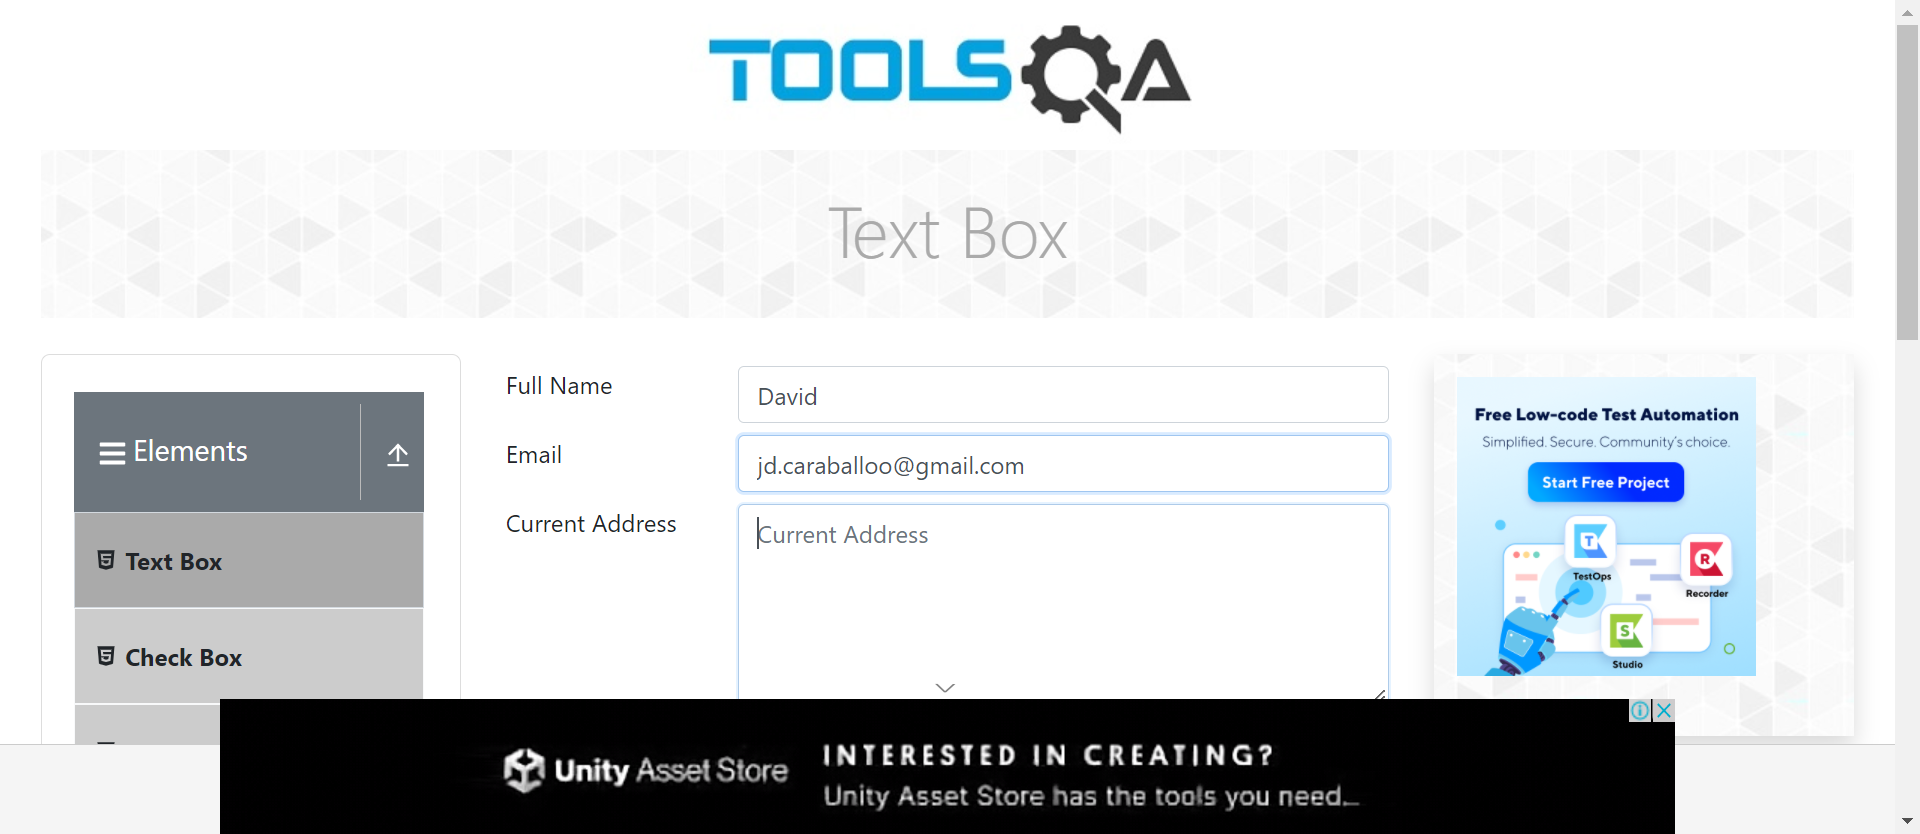 TOOLSQA
Text Box
Elements
Text Box
Check Box
Full Name
David
Email
jd.caraballoo@gmail.com
Current Address
Current Address
Free Low-code Test Automation
Simplified. Secure. Community's choice.
Start Free Project
TestOps
Recorder
Studio
Unity Asset Store
INTERESTED IN CREATING?
Unity Asset Store has the tools you need...